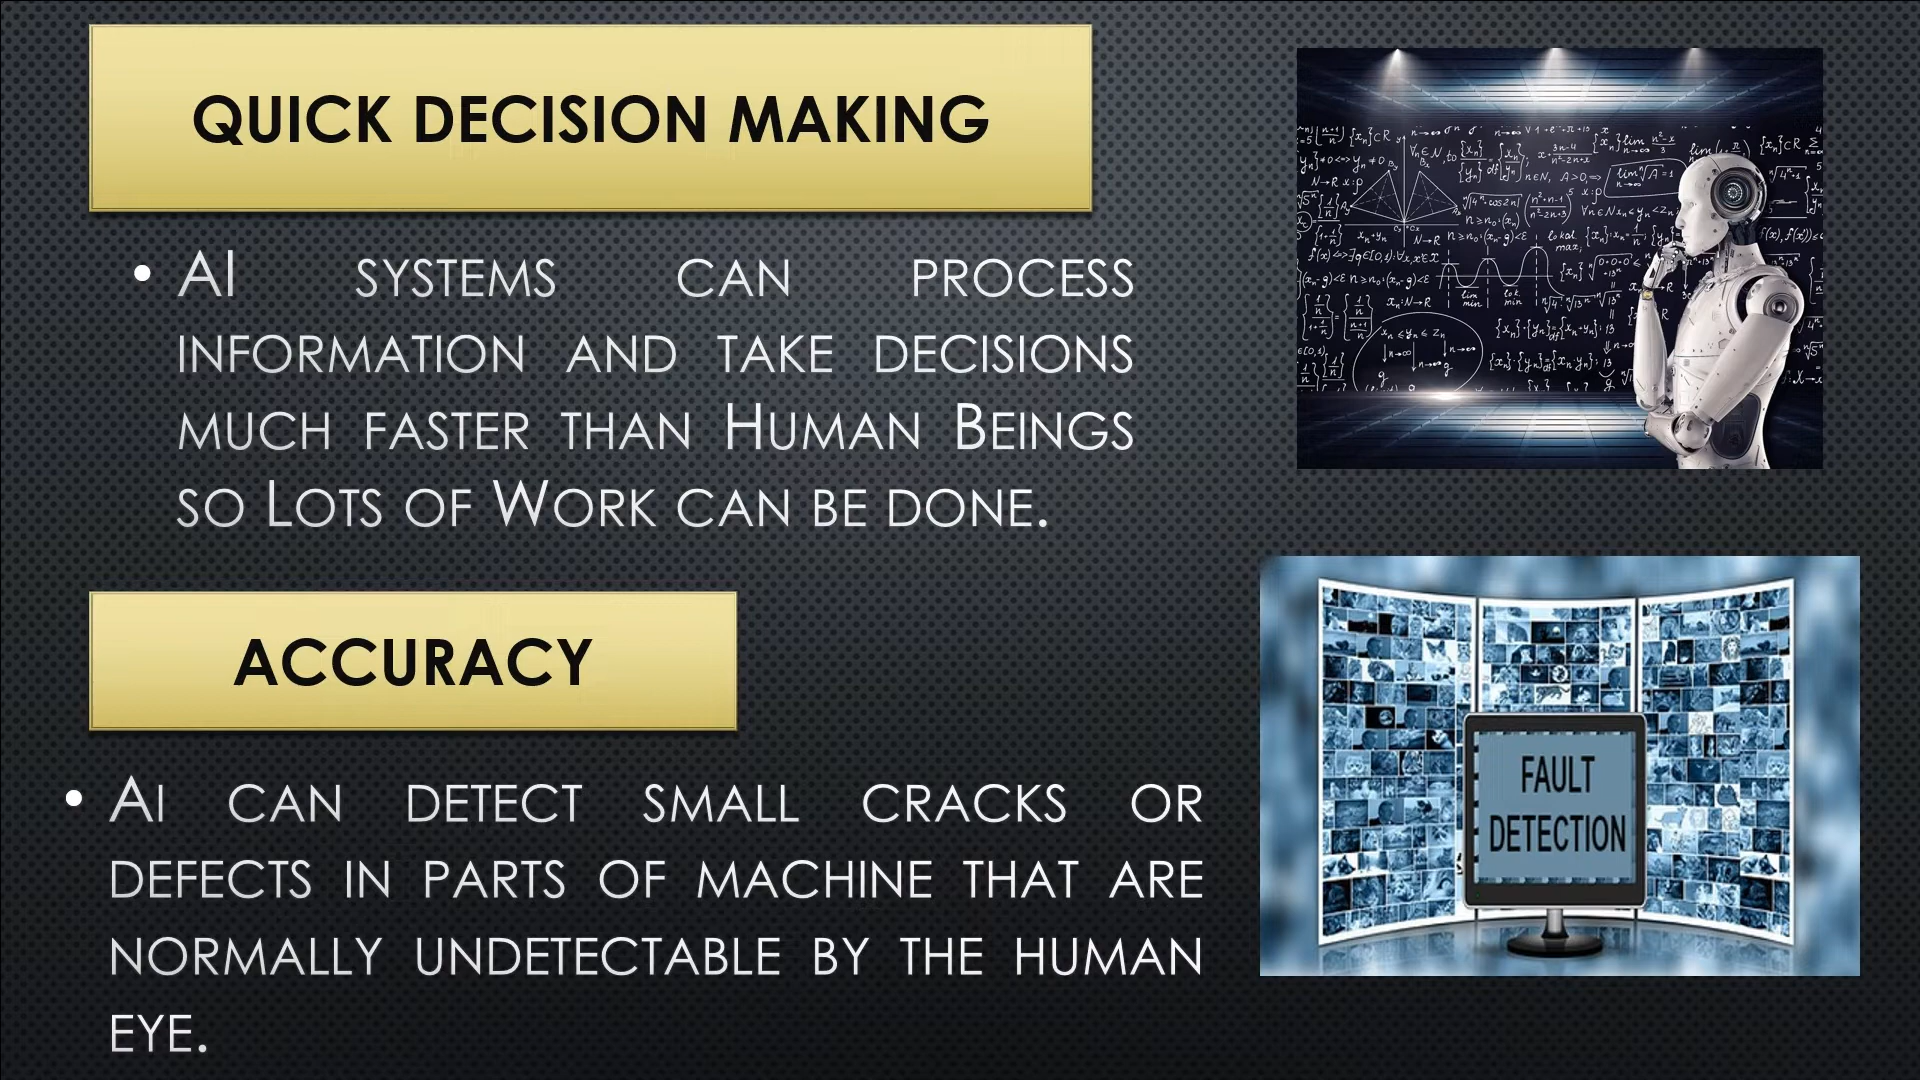 QUICK DECISION MAKING
• AI SYSTEMS CAN PROCESS
INFORMATION AND TAKE DECISIONS
MUCH FASTER THAN HUMAN BEINGS
SO LOTS OF WORK CAN BE DONE.
ACCURACY
• AI CAN DETECT SMALL CRACKS OR
DEFECTS IN PARTS OF MACHINE THAT ARE
NORMALLY UNDETECTABLE BY THE HUMAN
EYE.
FAULT
DETECTION